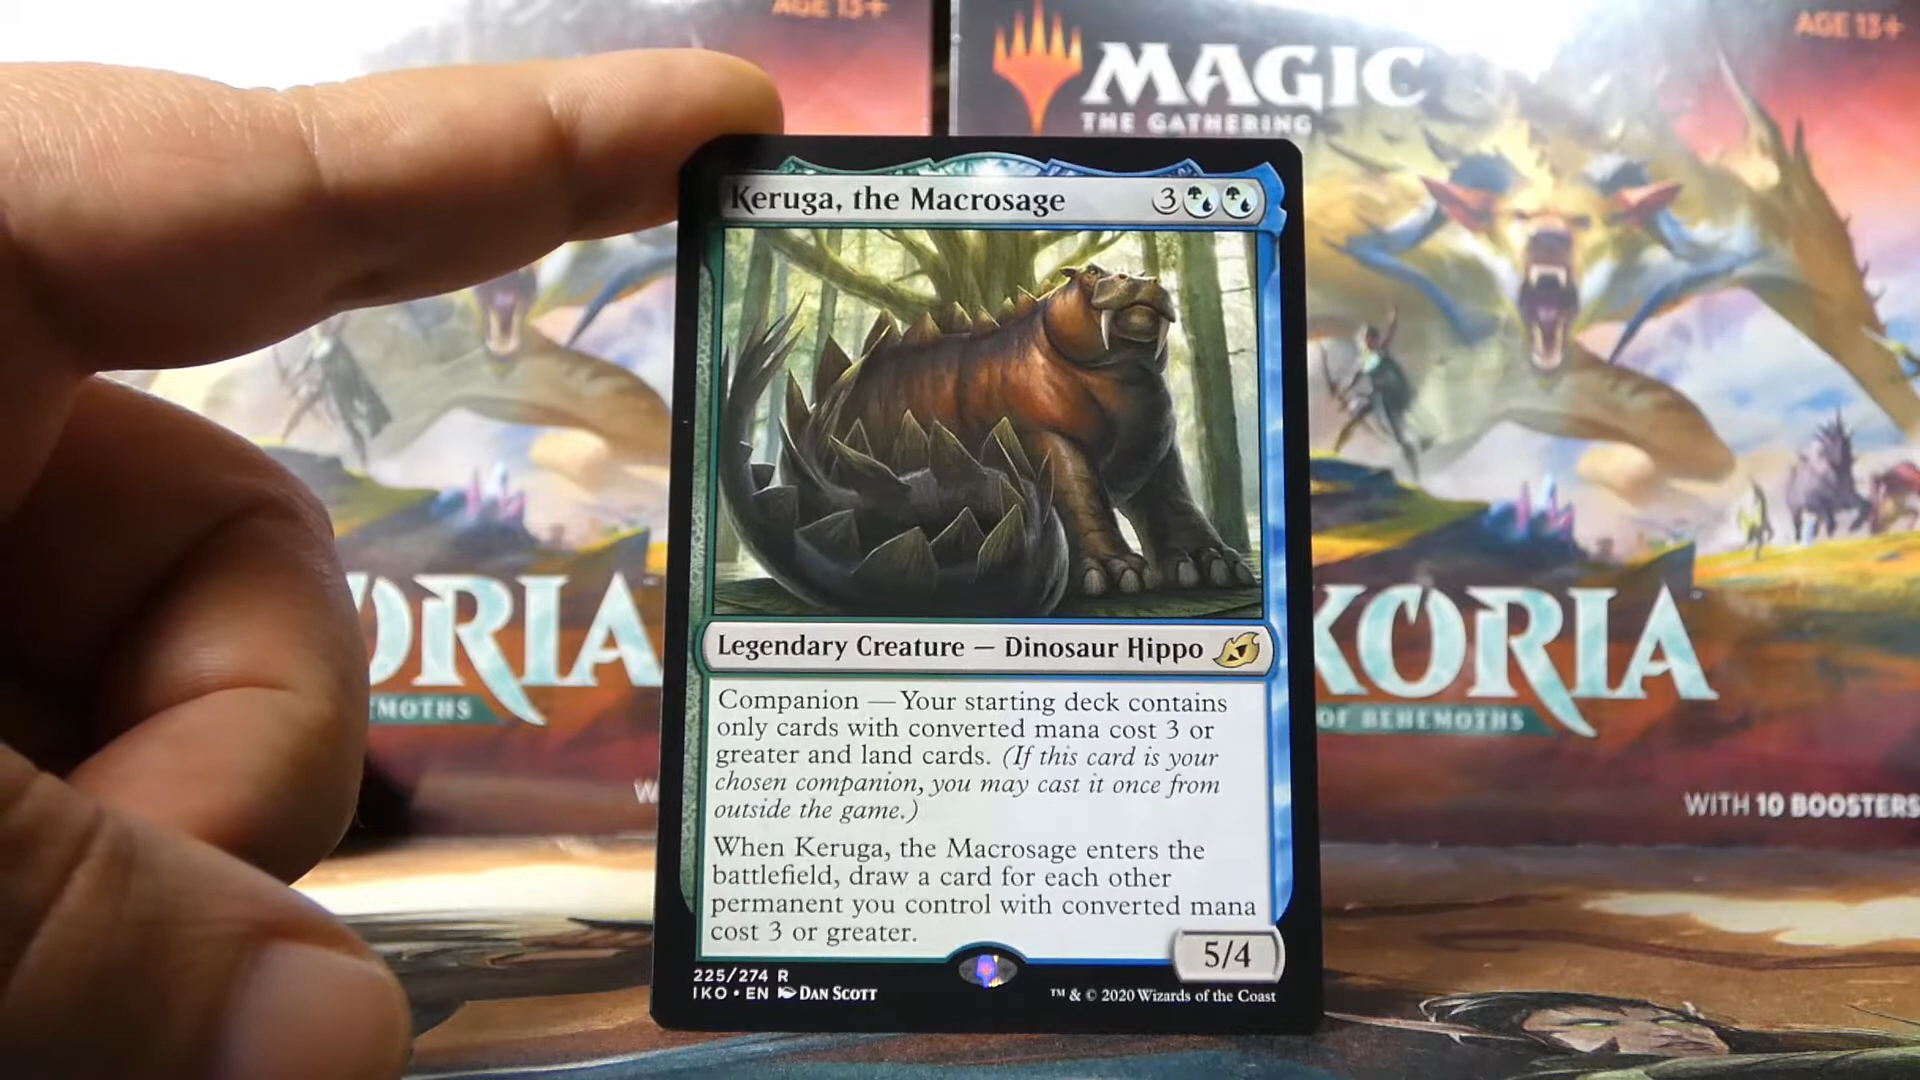 AGE 13+
AGE 13+
MAGIC
THE GATHERING
Keruga, the Macrosage 3
Legendary Creature — Dinosaur Hippo
Companion — Your starting deck contains
only cards with converted mana cost 3 or
greater and land cards. (If this card is your
chosen companion, you may cast it once from
outside the game.)
When Keruga, the Macrosage enters the
battlefield, draw a card for each other
permanent you control with converted mana
cost 3 or greater.
5/4
225/274 R
IKO • EN DAN SCOTT
™ & © 2020 Wizards of the Coast
ORIA
EMOTHS
W
KORIA
OF BEHEMOTHS
WITH 10 BOOSTERS